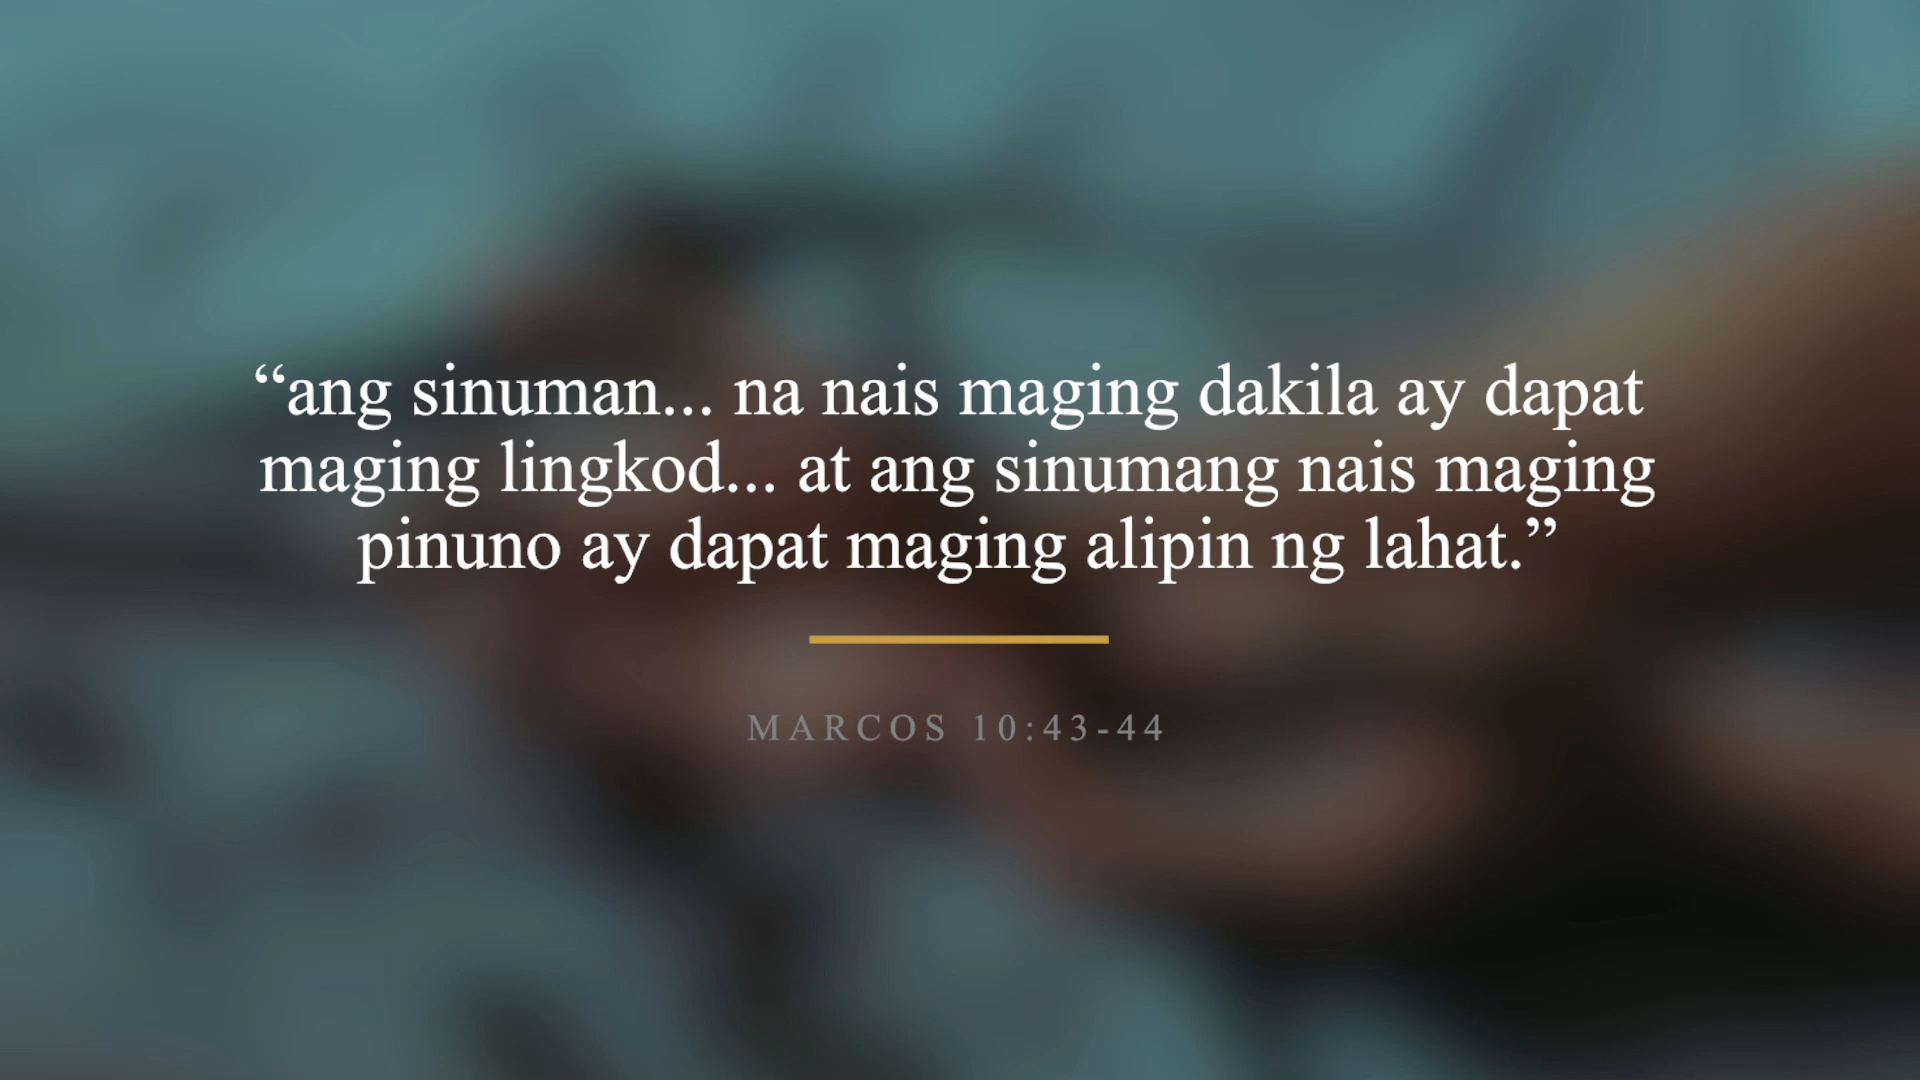 “ang sinuman... na nais maging dakila ay dapat
maging lingkod... at ang sinumang nais maging
pinuno ay dapat maging alipin ng lahat.”
MARCOS 10:43-44